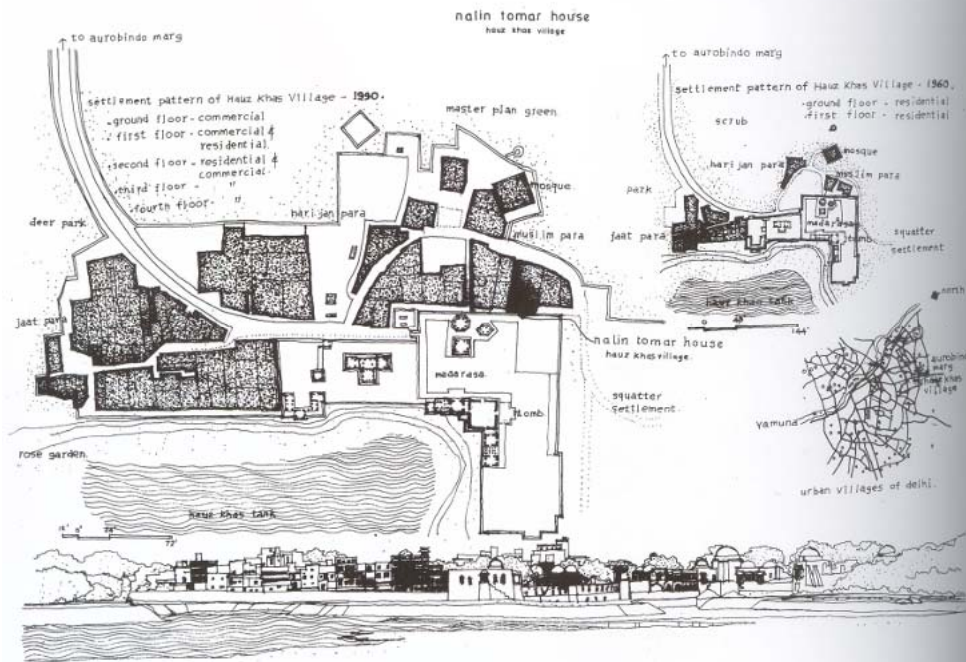 nalin tomar house
hauz khas village
to aurobindo marg
settlement pattern of Hauz Khas Village - 1990.
ground floor - commercial
first floor - commercial &
residential.
second floor - residential &
commercial.
third floor - "
fourth floor - "
master plan green
deer park
harijan para
mosque
muslim para
jaat para
madarasa
tomb
nalin tomar house
hauz khas village.
squatter
settlement
rose garden
hauz khas tank
72'
to aurobindo marg
settlement pattern of Hauz Khas Village - 1960.
ground floor - residential
first floor - residential
scrub
mosque
harijan para
muslim para
park
jaat para
madarasa
tomb
squatter
settlement
hauz khas tank
144'
north
aurobindo
marg
hauz khas
village
Yamuna
urban villages of delhi.